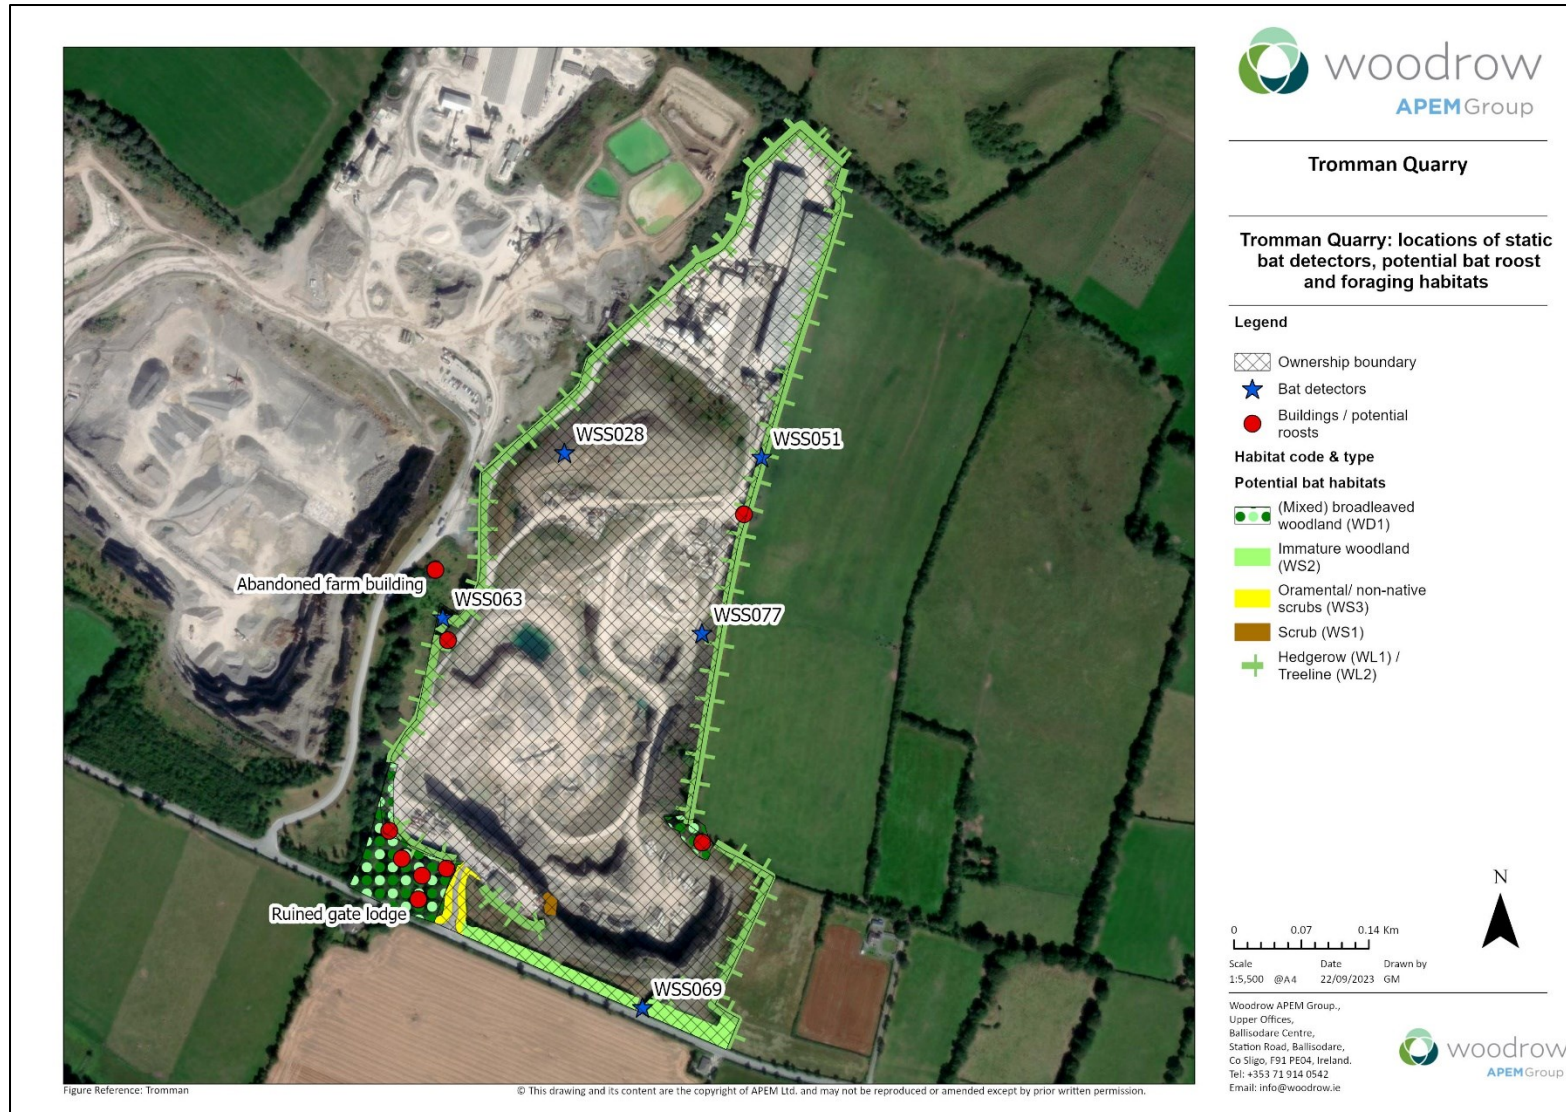 WSS028
WSS051
Abandoned farm building
WSS063
WSS077
Ruined gate lodge
WSS069
Figure Reference: Tromman
© This drawing and its content are the copyright of APEM Ltd. and may not be reproduced or amended except by prior written permission.
woodrow
APEMGroup
Tromman Quarry
Tromman Quarry: locations of static
bat detectors, potential bat roost
and foraging habitats
Legend
Ownership boundary
Bat detectors
Buildings / potential
roosts
Habitat code & type
Potential bat habitats
(Mixed) broadleaved
woodland (WD1)
Immature woodland
(WS2)
Oramental/ non-native
scrubs (WS3)
Scrub (WS1)
Hedgerow (WL1) /
Treeline (WL2)
N
0 0.07 0.14 Km
Scale Date Drawn by
1:5,500 @A4 22/09/2023 GM
Woodrow APEM Group.,
Upper Offices,
Ballisodare Centre,
Station Road, Ballisodare,
Co Sligo, F91 PE04, Ireland.
Tel: +353 71 914 0542
Email: info@woodrow.ie
woodrow
APEMGroup